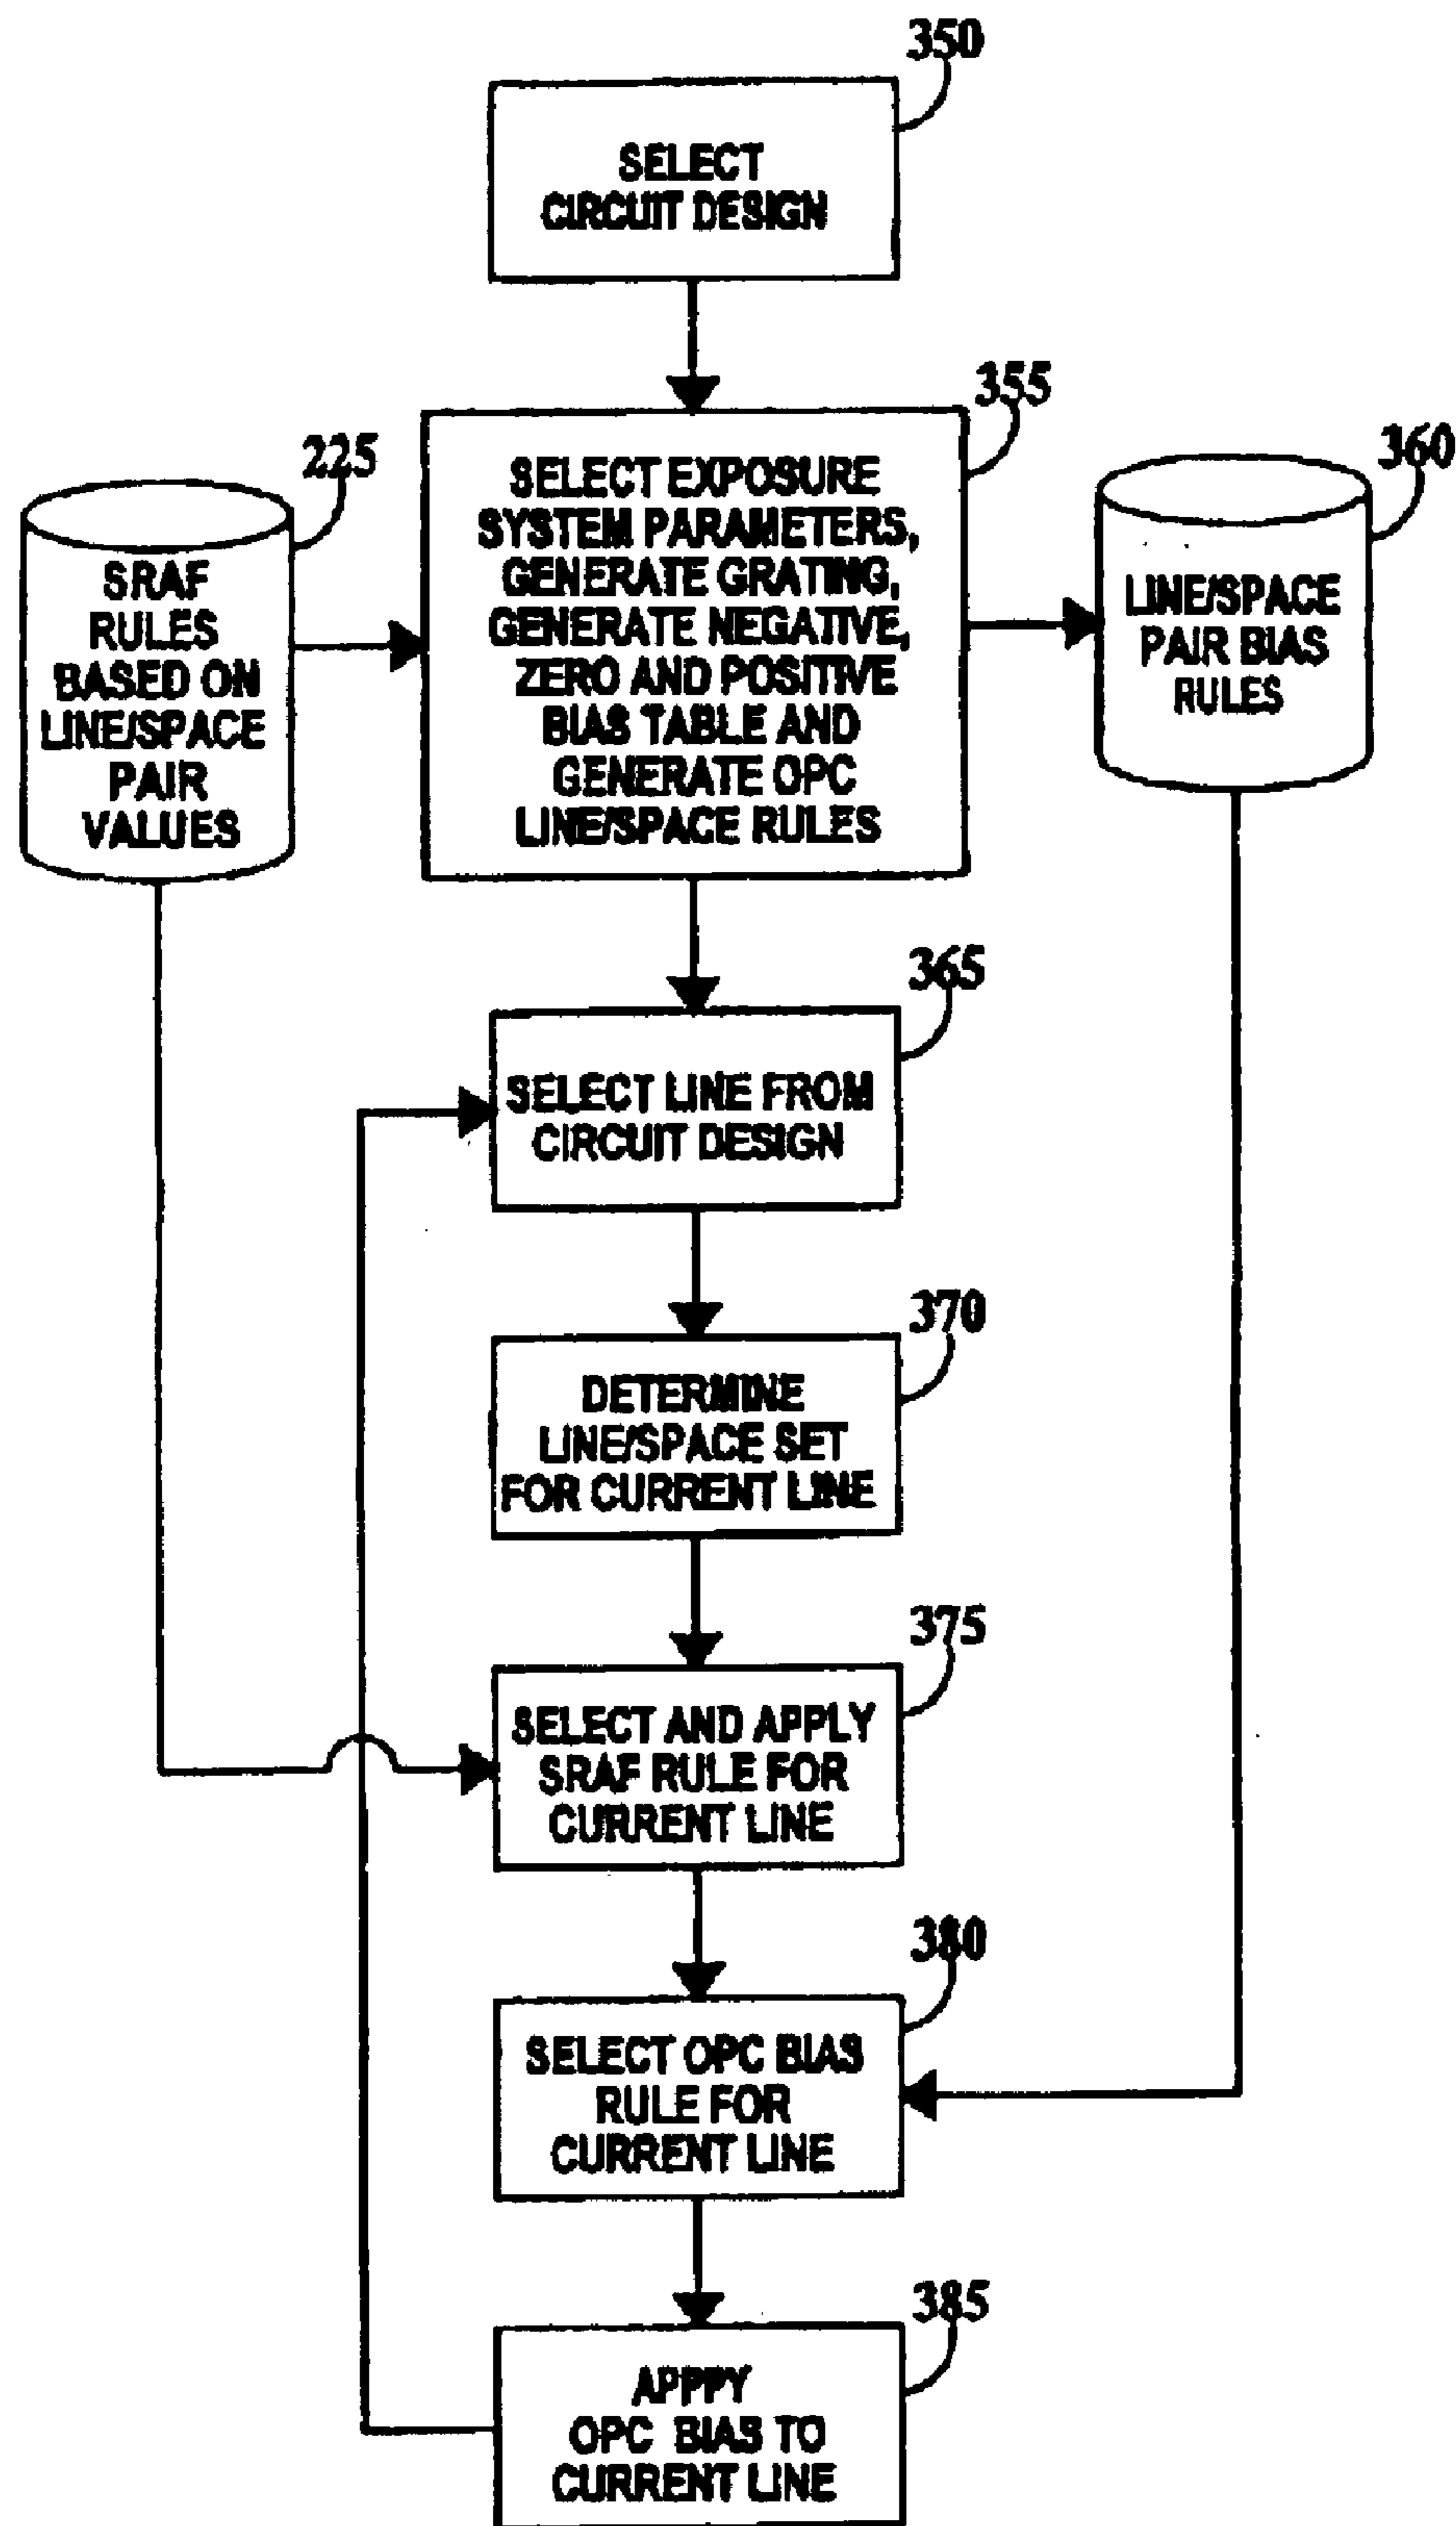 350
SELECT
CIRCUIT DESIGN
355
SELECT EXPOSURE
SYSTEM PARAMETERS,
GENERATE GRATING,
GENERATE NEGATIVE,
ZERO AND POSITIVE
BIAS TABLE AND
GENERATE OPC
LINE/SPACE RULES
225
SRAF
RULES
BASED ON
LINE/SPACE
PAIR
VALUES
360
LINE/SPACE
PAIR BIAS
RULES
365
SELECT LINE FROM
CIRCUIT DESIGN
370
DETERMINE
LINE/SPACE SET
FOR CURRENT LINE
375
SELECT AND APPLY
SRAF RULE FOR
CURRENT LINE
380
SELECT OPC BIAS
RULE FOR
CURRENT LINE
385
APPPY
OPC BIAS TO
CURRENT LINE